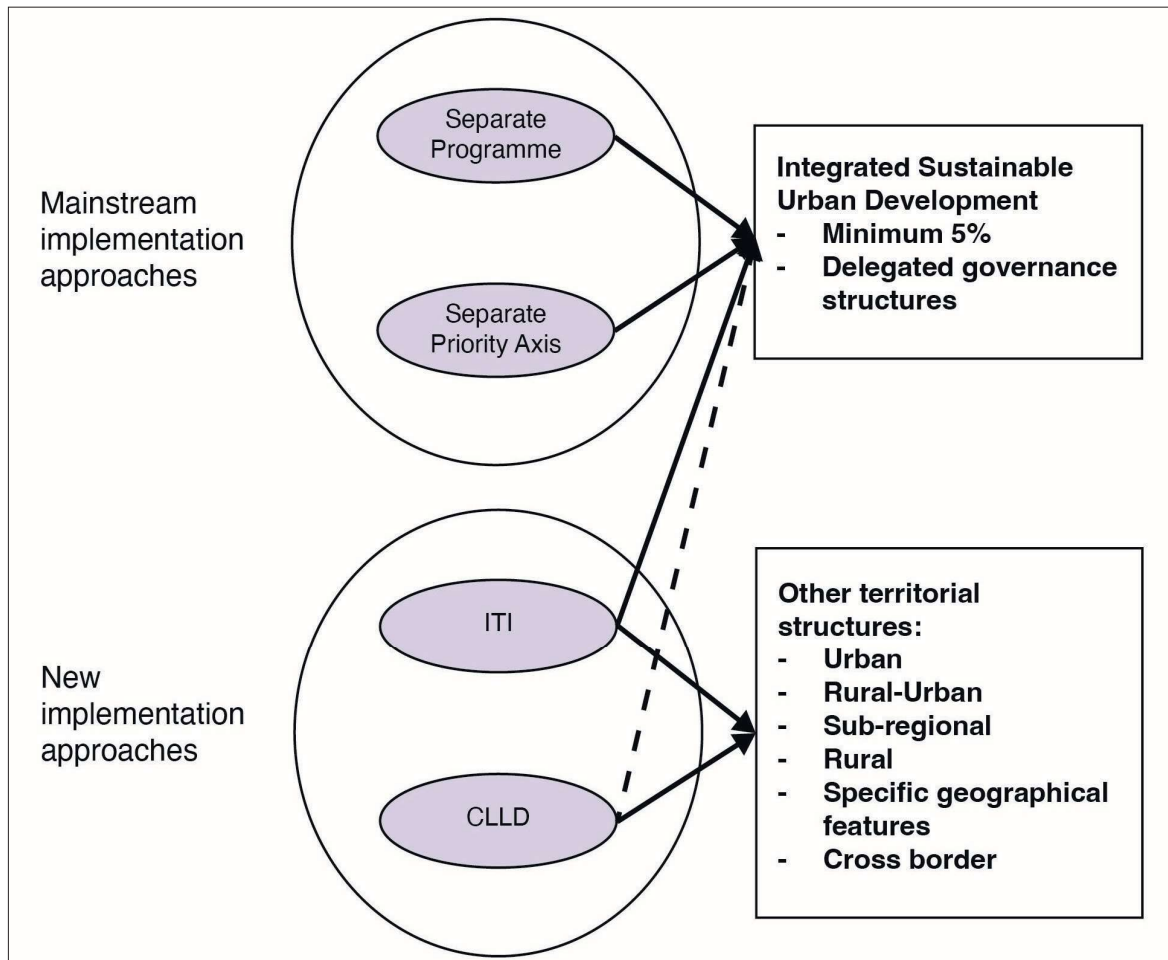 Mainstream
implementation
approaches
Separate
Programme
Separate
Priority Axis
Integrated Sustainable
Urban Development
- Minimum 5%
- Delegated governance
structures
New
implementation
approaches
ITI
CLLD
Other territorial
structures:
- Urban
- Rural-Urban
- Sub-regional
- Rural
- Specific geographical
features
- Cross border